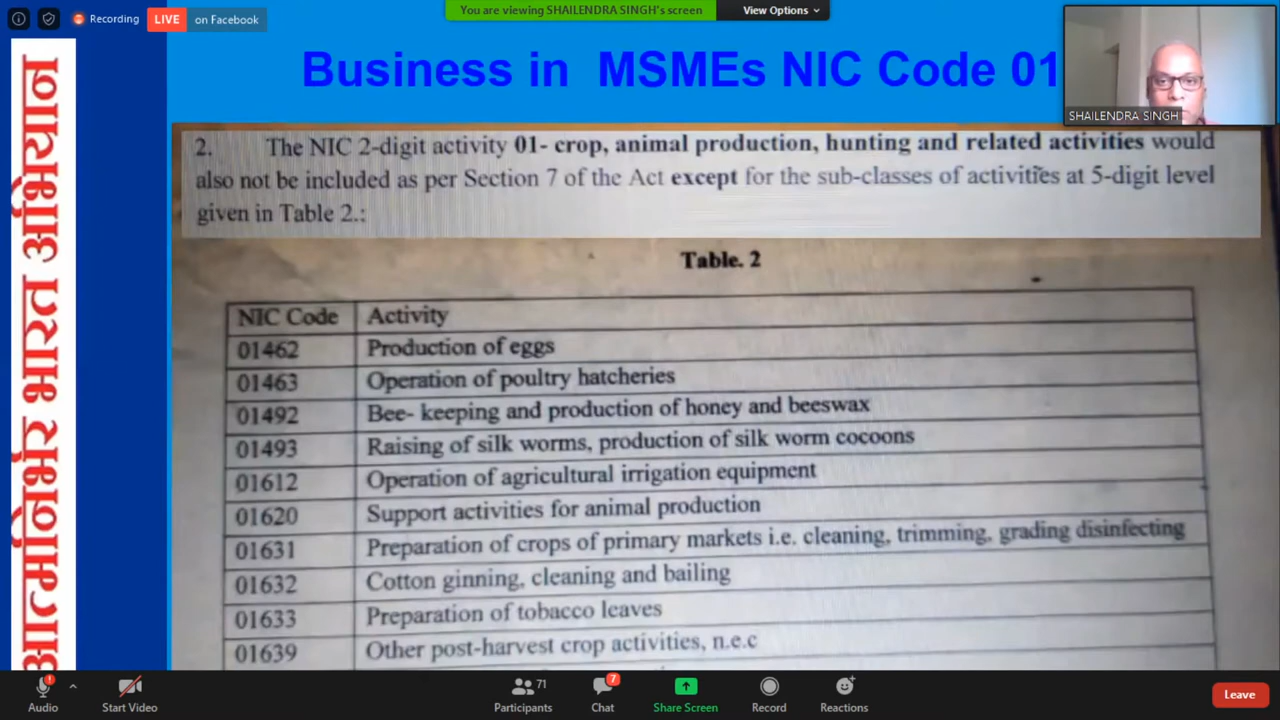 Recording
LIVE
on Facebook
You are viewing SHAILENDRA SINGH's screen
View Options
आत्मनिर्भर भारत अभियान
Business in MSMEs NIC Code 01
SHAILENDRA SINGH
2. The NIC 2-digit activity 01- crop, animal production, hunting and related activities would
also not be included as per Section 7 of the Act except for the sub-classes of activities at 5-digit level
given in Table 2.:
Table. 2
NIC Code Activity
01462 Production of eggs
01463 Operation of poultry hatcheries
01492 Bee- keeping and production of honey and beeswax
01493 Raising of silk worms, production of silk worm cocoons
01612 Operation of agricultural irrigation equipment
01620 Support activities for animal production
01631 Preparation of crops of primary markets i.e. cleaning, trimming, grading disinfecting
01632 Cotton ginning, cleaning and bailing
01633 Preparation of tobacco leaves
01639 Other post-harvest crop activities, n.e.c
Audio
Start Video
71
Participants
7
Chat
Share Screen
Record
Reactions
Leave